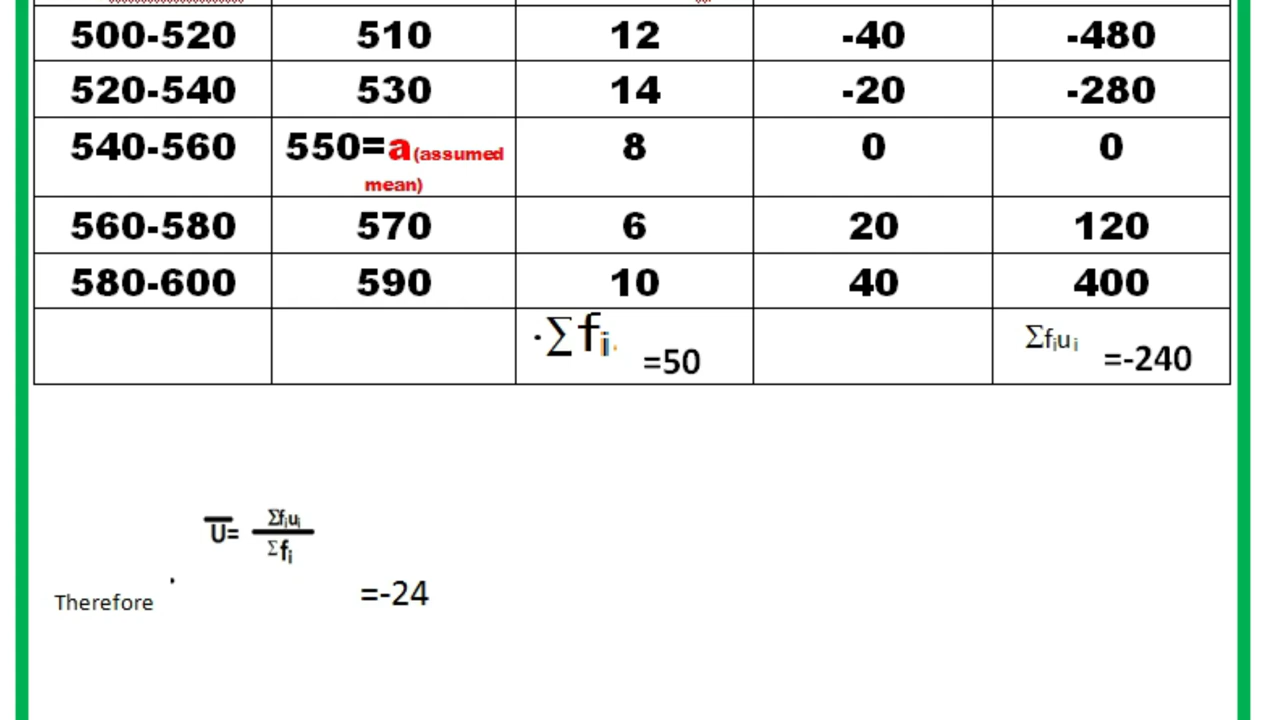 500-520 510 12 -40 -480
520-540 530 14 -20 -280
540-560 550=a(assumed 8 0 0
mean)
560-580 570 6 20 120
580-600 590 10 40 400
·∑fi. =50 Σfiui =-240
U= Σfiui
Σfi
=-24
Therefore